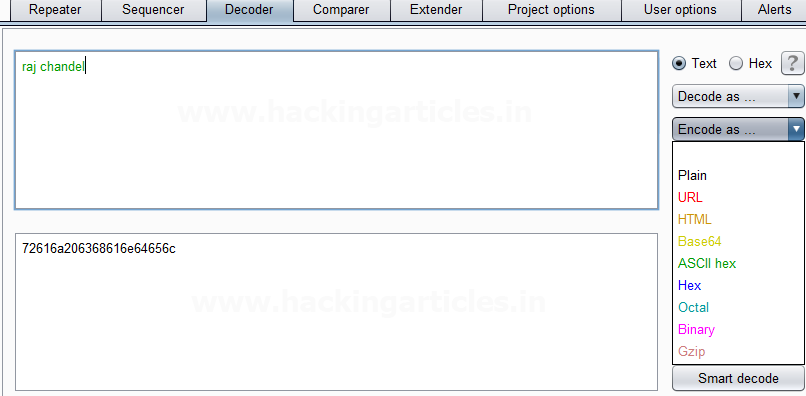 Repeater Sequencer Decoder Comparer Extender Project options User options Alerts
raj chandel
www.hackingarticles.in
Text Hex ?
Decode as ...
Encode as ...
Plain
URL
HTML
Base64
ASCII hex
Hex
Octal
Binary
Gzip
Smart decode
72616a206368616e64656c
www.hackingarticles.in